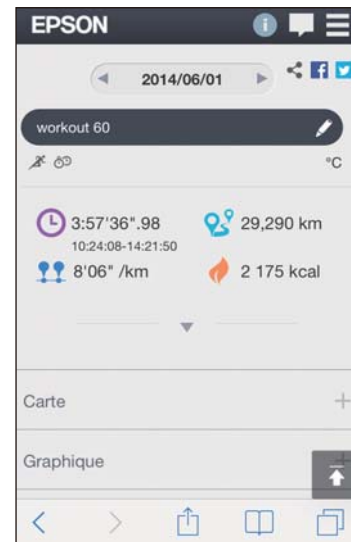 EPSON
2014/06/01
workout 60
°C
3:57'36".98
29,290 km
10:24:08-14:21:50
8'06" /km
2 175 kcal
Carte
Graphique